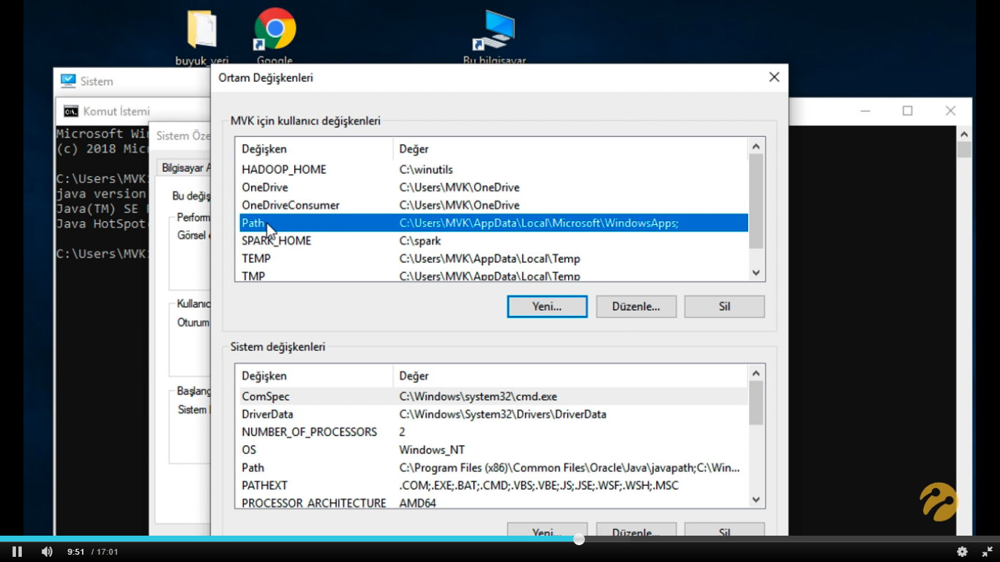 buyuk_veri
Google
Bu bilgisayar
Sistem
Ortam Değişkenleri
Komut İstemi
Microsoft Win
(c) 2018 Micr
C:\Users\MVK>
java version
Java(TM) SE R
Java HotSpot(
C:\Users\MVK>
Sistem Öze
Bilgisayar A
Bu değiş
Perform
Görsel e
Kullanıc
Oturum
Başlang
Sistem
MVK için kullanıcı değişkenleri
Değişken Değer
HADOOP_HOME C:\winutils
OneDrive C:\Users\MVK\OneDrive
OneDriveConsumer C:\Users\MVK\OneDrive
Path C:\Users\MVK\AppData\Local\Microsoft\WindowsApps;
SPARK_HOME C:\spark
TEMP C:\Users\MVK\AppData\Local\Temp
TMP C:\Users\MVK\AppData\Local\Temp
Yeni... Düzenle... Sil
Sistem değişkenleri
Değişken Değer
ComSpec C:\Windows\system32\cmd.exe
DriverData C:\Windows\System32\Drivers\DriverData
NUMBER_OF_PROCESSORS 2
OS Windows_NT
Path C:\Program Files (x86)\Common Files\Oracle\Java\javapath;C:\Win...
PATHEXT .COM;.EXE;.BAT;.CMD;.VBS;.VBE;.JS;.JSE;.WSF;.WSH;.MSC
PROCESSOR_ARCHITECTURE AMD64
Yeni... Düzenle... Sil
9:51 / 17:01